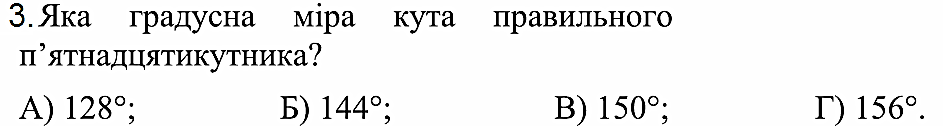 3. Яка градусна міра кута правильного
п’ятнадцятикутника?
А) 128°; Б) 144°; В) 150°; Г) 156°.